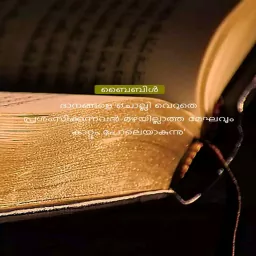 ബൈബിൾ
ദാനങ്ങളെ ചൊല്ലി വെറുതെ
പ്രശംസിക്കുന്നവൻ മഴയില്ലാത്ത മേഘവും
കാറ്റും പോലെയാകുന്നു'